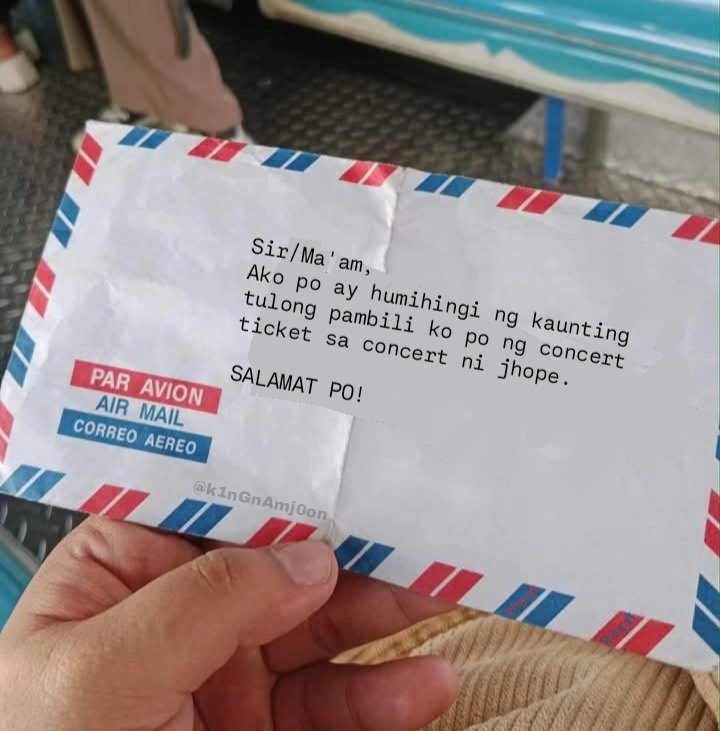 Sir/Ma'am,
Ako po ay humihingi ng kaunting
tulong pambili ko po ng concert
ticket sa concert ni jhope.
SALAMAT PO!
PAR AVION
AIR MAIL
CORREO AEREO
@k1nGnAmj0on